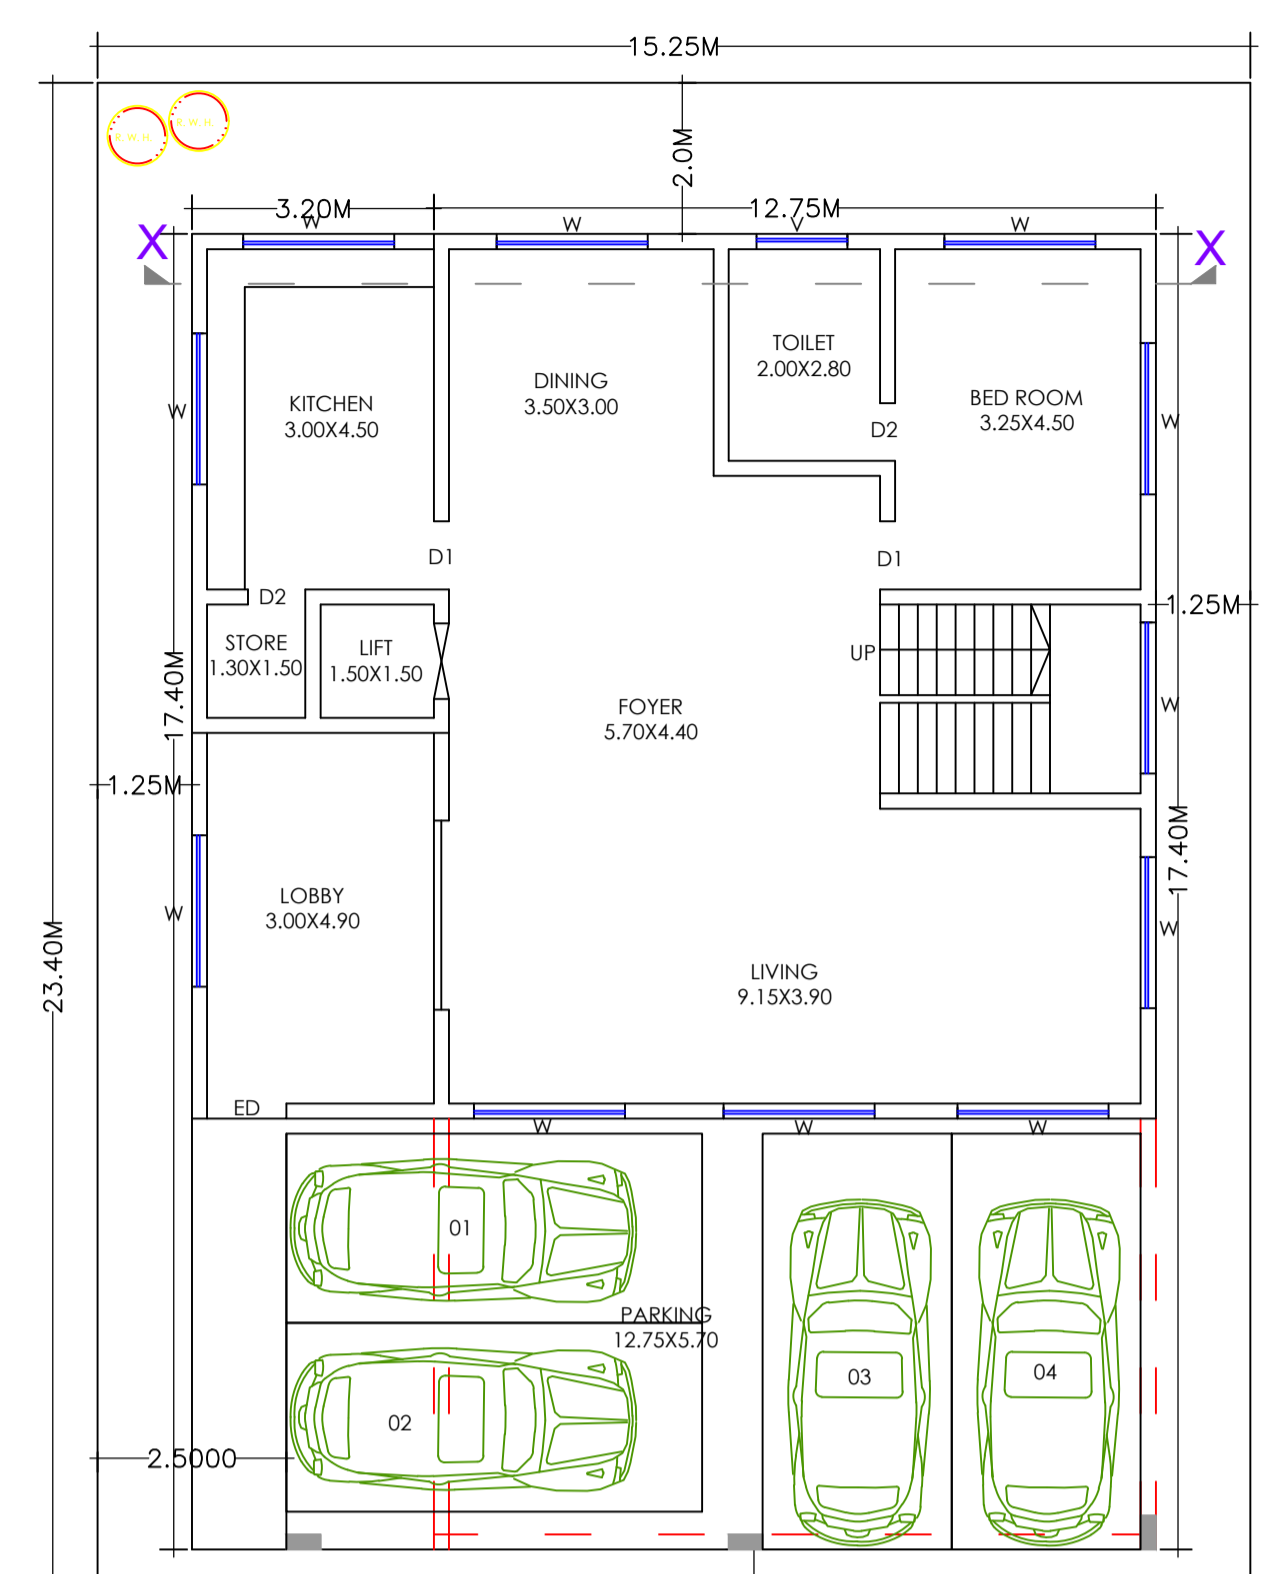 15.25M
R. W. H.
R. W. H.
2.0M
3.20M
12.75M
W
W
V
W
X
X
TOILET
2.00X2.80
DINING
3.50X3.00
KITCHEN
3.00X4.50
BED ROOM
3.25X4.50
W
W
D2
D1
D1
D2
1.25M
STORE
1.30X1.50
LIFT
1.50X1.50
UP
17.40M
FOYER
5.70X4.40
W
1.25M
17.40M
LOBBY
3.00X4.90
W
W
23.40M
LIVING
9.15X3.90
ED
W
W
W
01
PARKING
12.75X5.70
03
04
02
2.5000